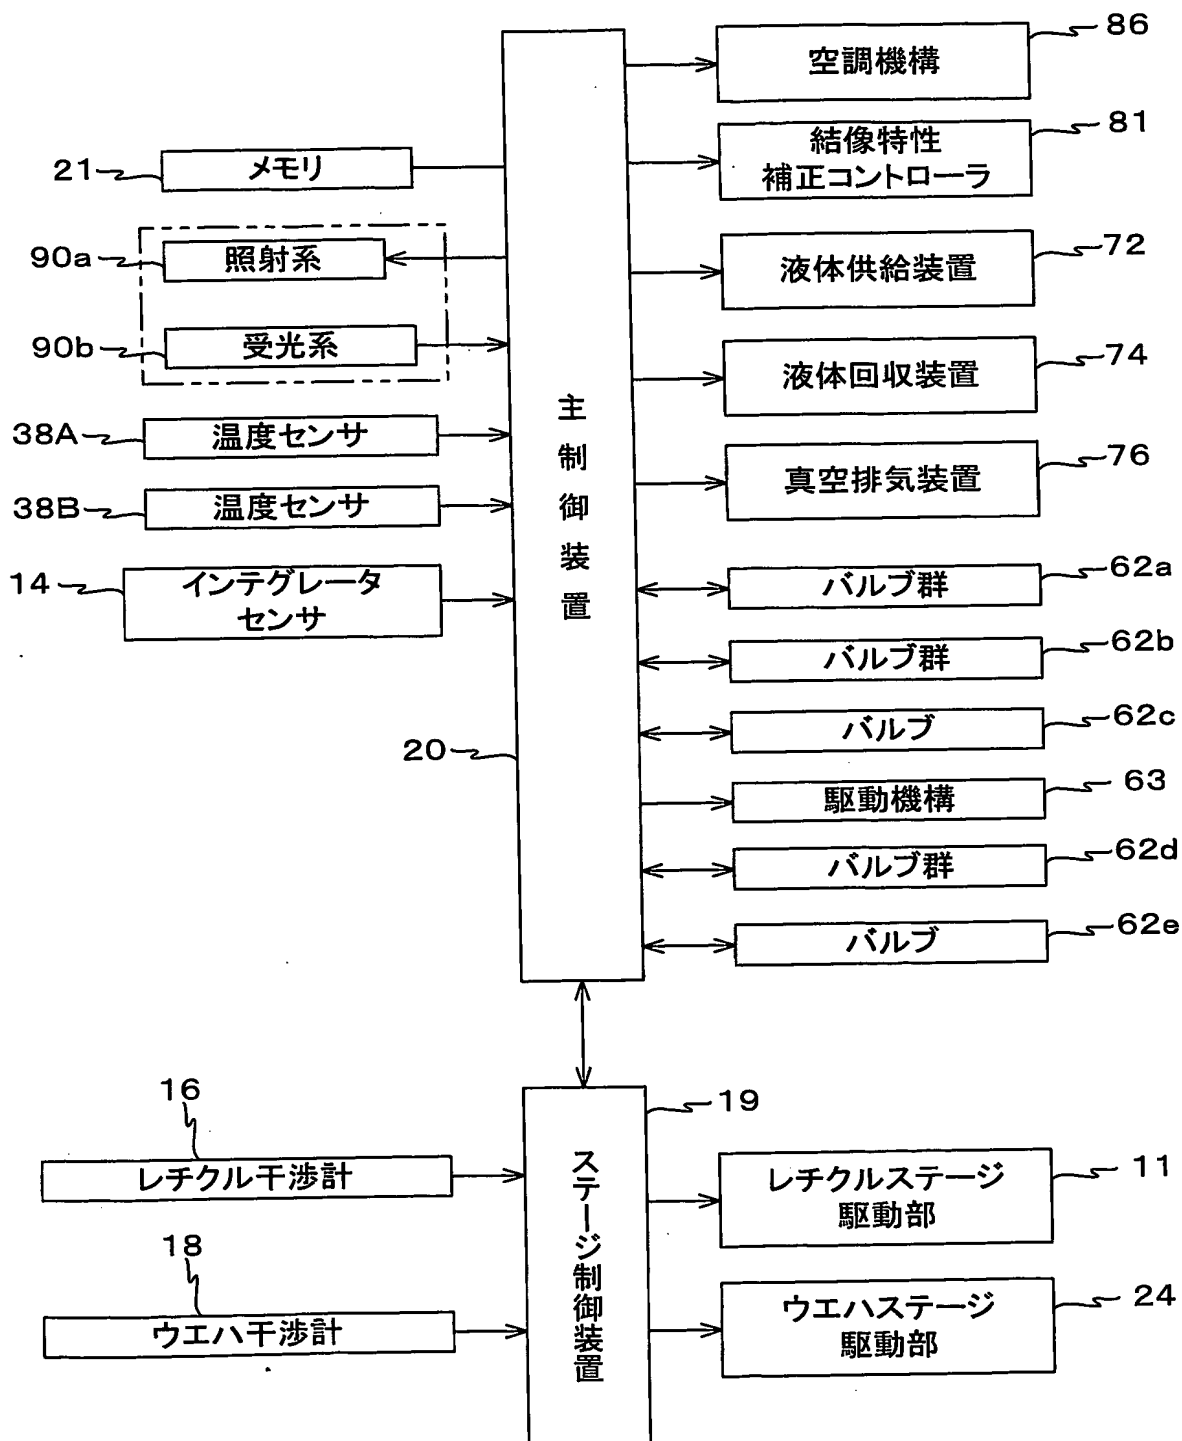 86
空調機構
81
結像特性
補正コントローラ
21
メモリ
90a
照射系
72
液体供給装置
90b
受光系
74
液体回収装置
38A
温度センサ
76
真空排気装置
38B
温度センサ
主制御装置
14
インテグレータ
センサ
62a
バルブ群
62b
バルブ群
20
62c
バルブ
63
駆動機構
62d
バルブ群
62e
バルブ
16
レチクル干渉計
19
ステージ制御装置
11
レチクルステージ
駆動部
18
ウエハ干渉計
24
ウエハステージ
駆動部